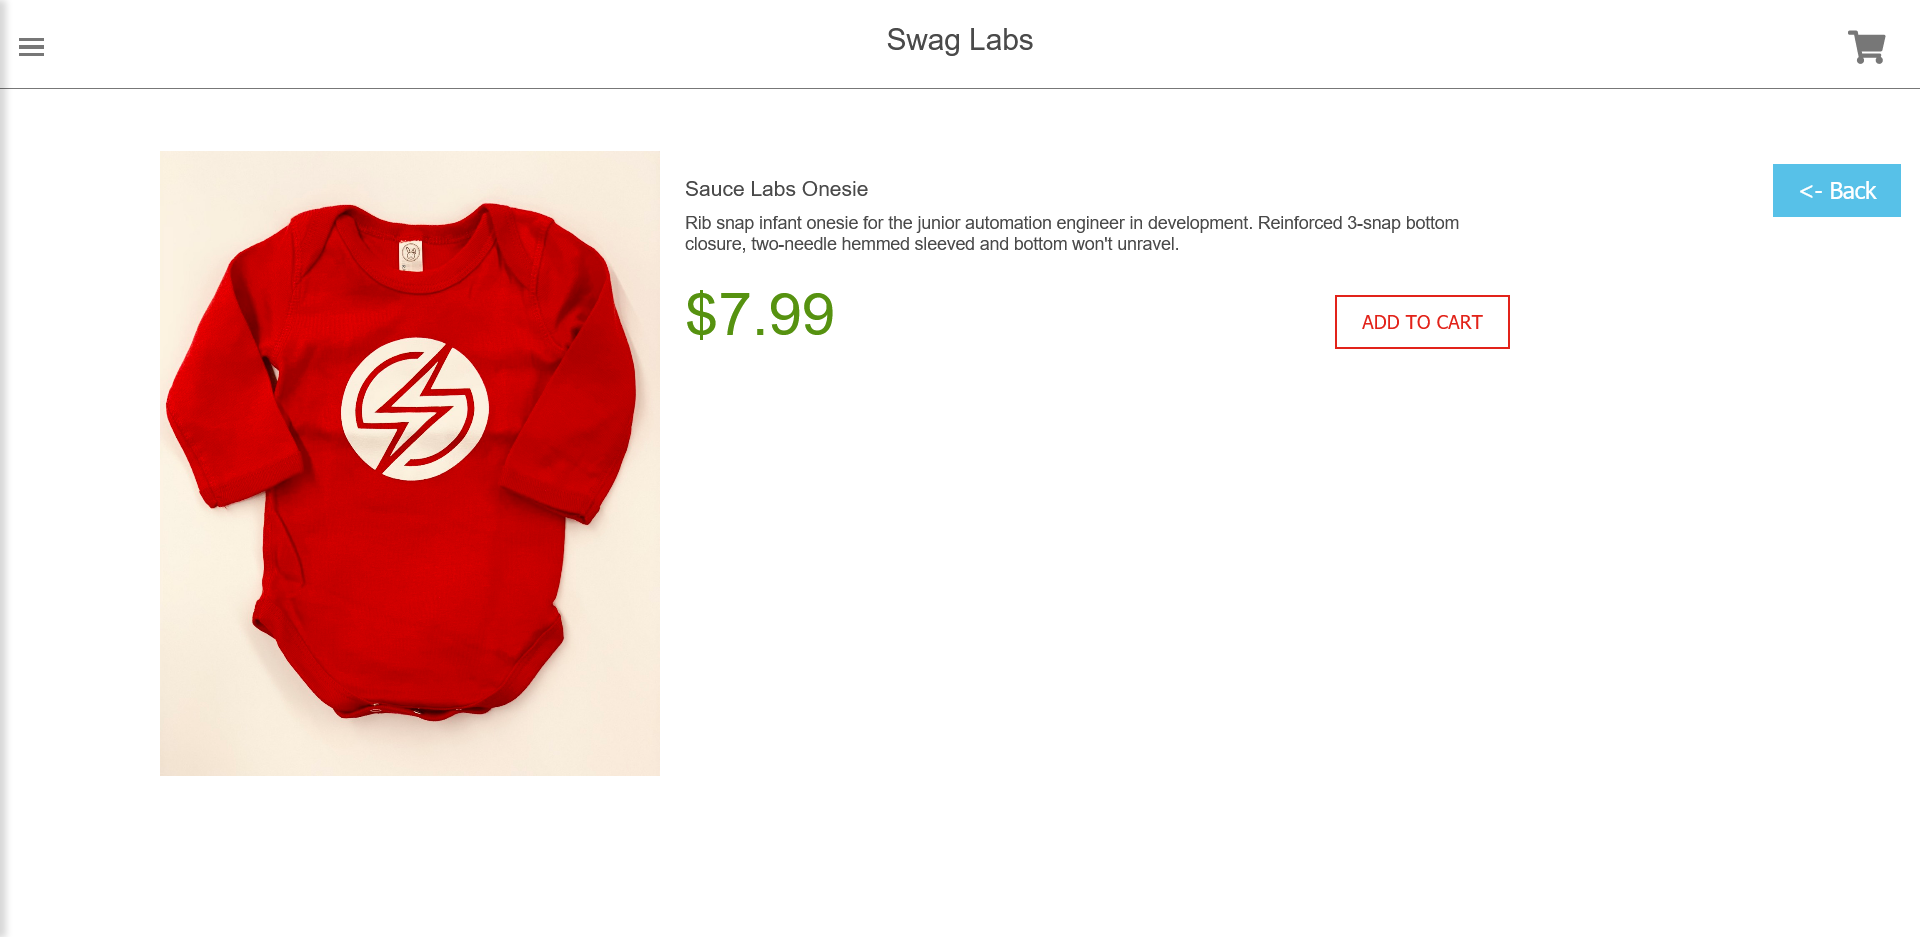 Swag Labs
Sauce Labs Onesie
<- Back
Rib snap infant onesie for the junior automation engineer in development. Reinforced 3-snap bottom
closure, two-needle hemmed sleeved and bottom won't unravel.
$7.99
ADD TO CART